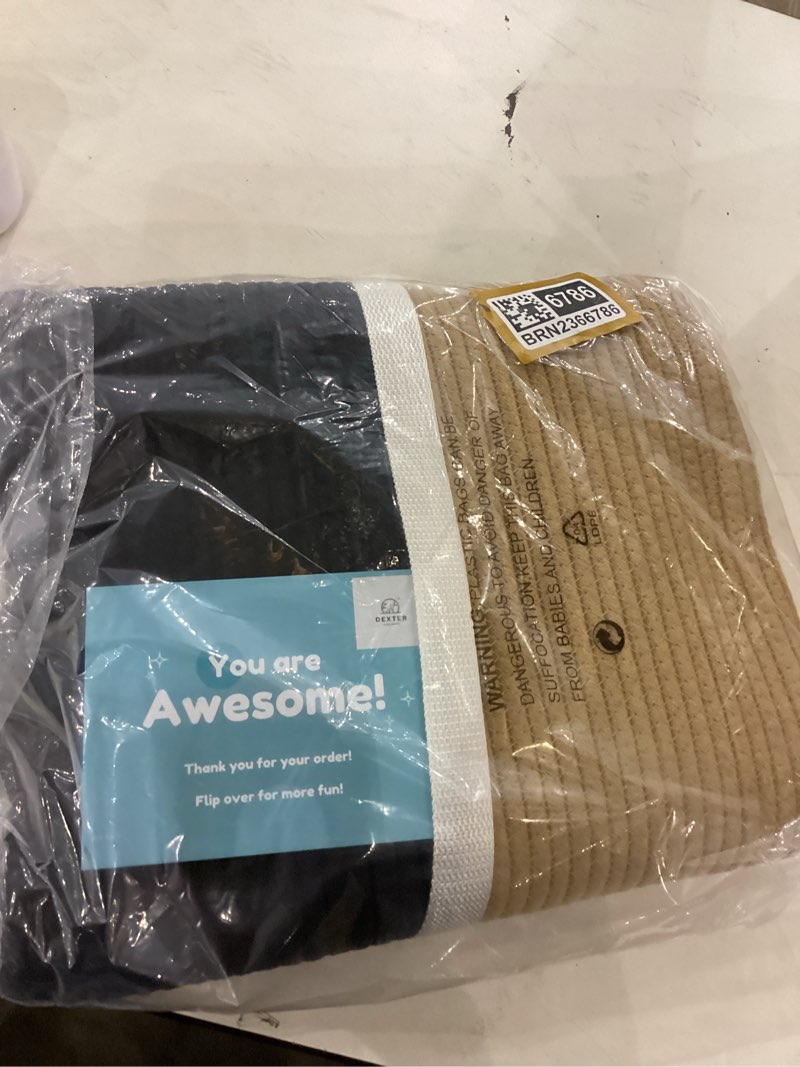 6786
BRN2366786
WARNING PLASTIC BAGS CAN BE
DANGEROUS TO AVOID DANGER OF
SUFFOCATION KEEP THIS BAG AWAY
FROM BABIES AND CHILDREN.
04
LDPE
DEXTER
You are
Awesome!
Thank you for your order!
Flip over for more fun!